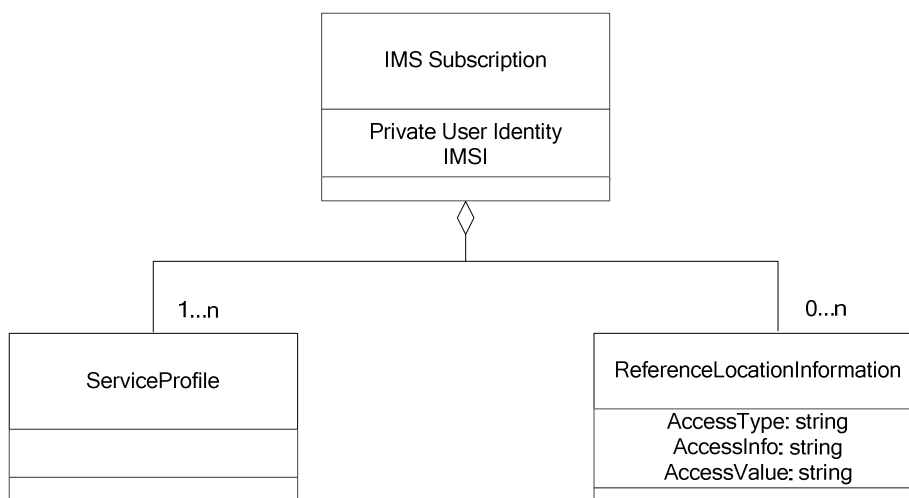 IMS Subscription
Private User Identity
IMSI
1...n
0...n
ServiceProfile
ReferenceLocationInformation
AccessType: string
AccessInfo: string
AccessValue: string